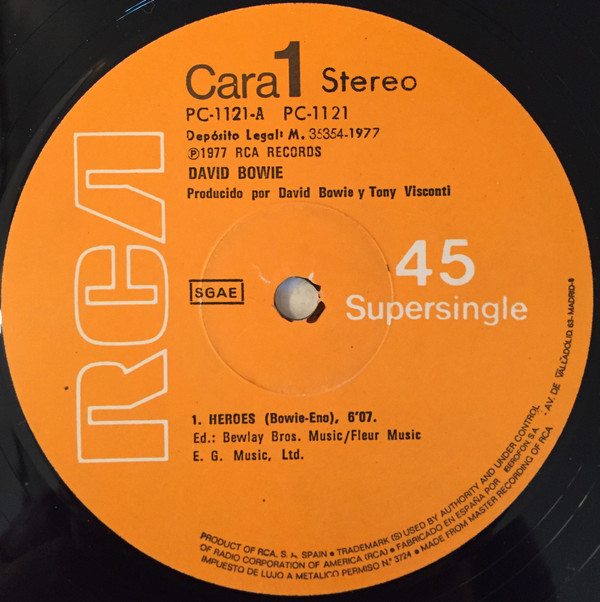 Cara 1 Stereo
PC-1121-A PC-1121
Depósito Legal: M. 35354-1977
℗1977 RCA RECORDS
DAVID BOWIE
Producido por David Bowie y Tony Visconti
RCA
45
Supersingle
SGAE
1. HEROES (Bowie-Eno), 6'07.
Ed.: Bewlay Bros. Music/Fleur Music
E. G. Music, Ltd.
PRODUCT OF RCA, S. A. SPAIN • TRADEMARK (S) USED BY AUTHORITY AND UNDER CONTROL
OF RADIO CORPORATION OF AMERICA (RCA) • FABRICADO EN ESPAÑA POR IBEROFON, S.A. • AV. DE VALLADOLID, 63-MADRID-8
IMPUESTO DE LUJO A METALICO PERMISO N.º 3724 • MADE FROM MASTER RECORDING OF RCA